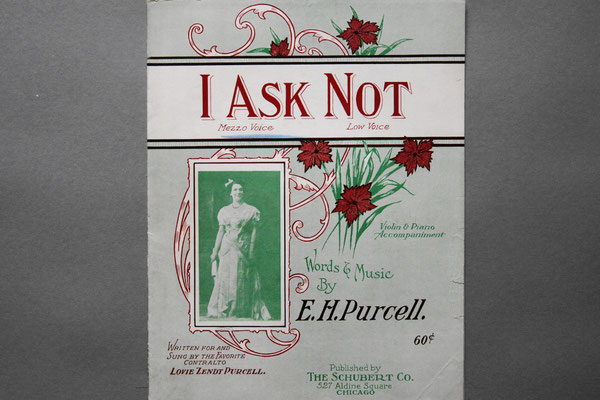 I ASK NOT
Mezzo Voice Low Voice
Violin & Piano
Accompaniment
Words & Music
By
E.H. Purcell.
60¢
WRITTEN FOR AND
SUNG BY THE FAVORITE
CONTRALTO
LOVIE ZENDT PURCELL.
Published by
THE SCHUBERT CO.
527 Aldine Square
CHICAGO